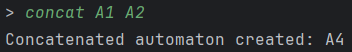 > concat A1 A2
Concatenated automaton created: A4